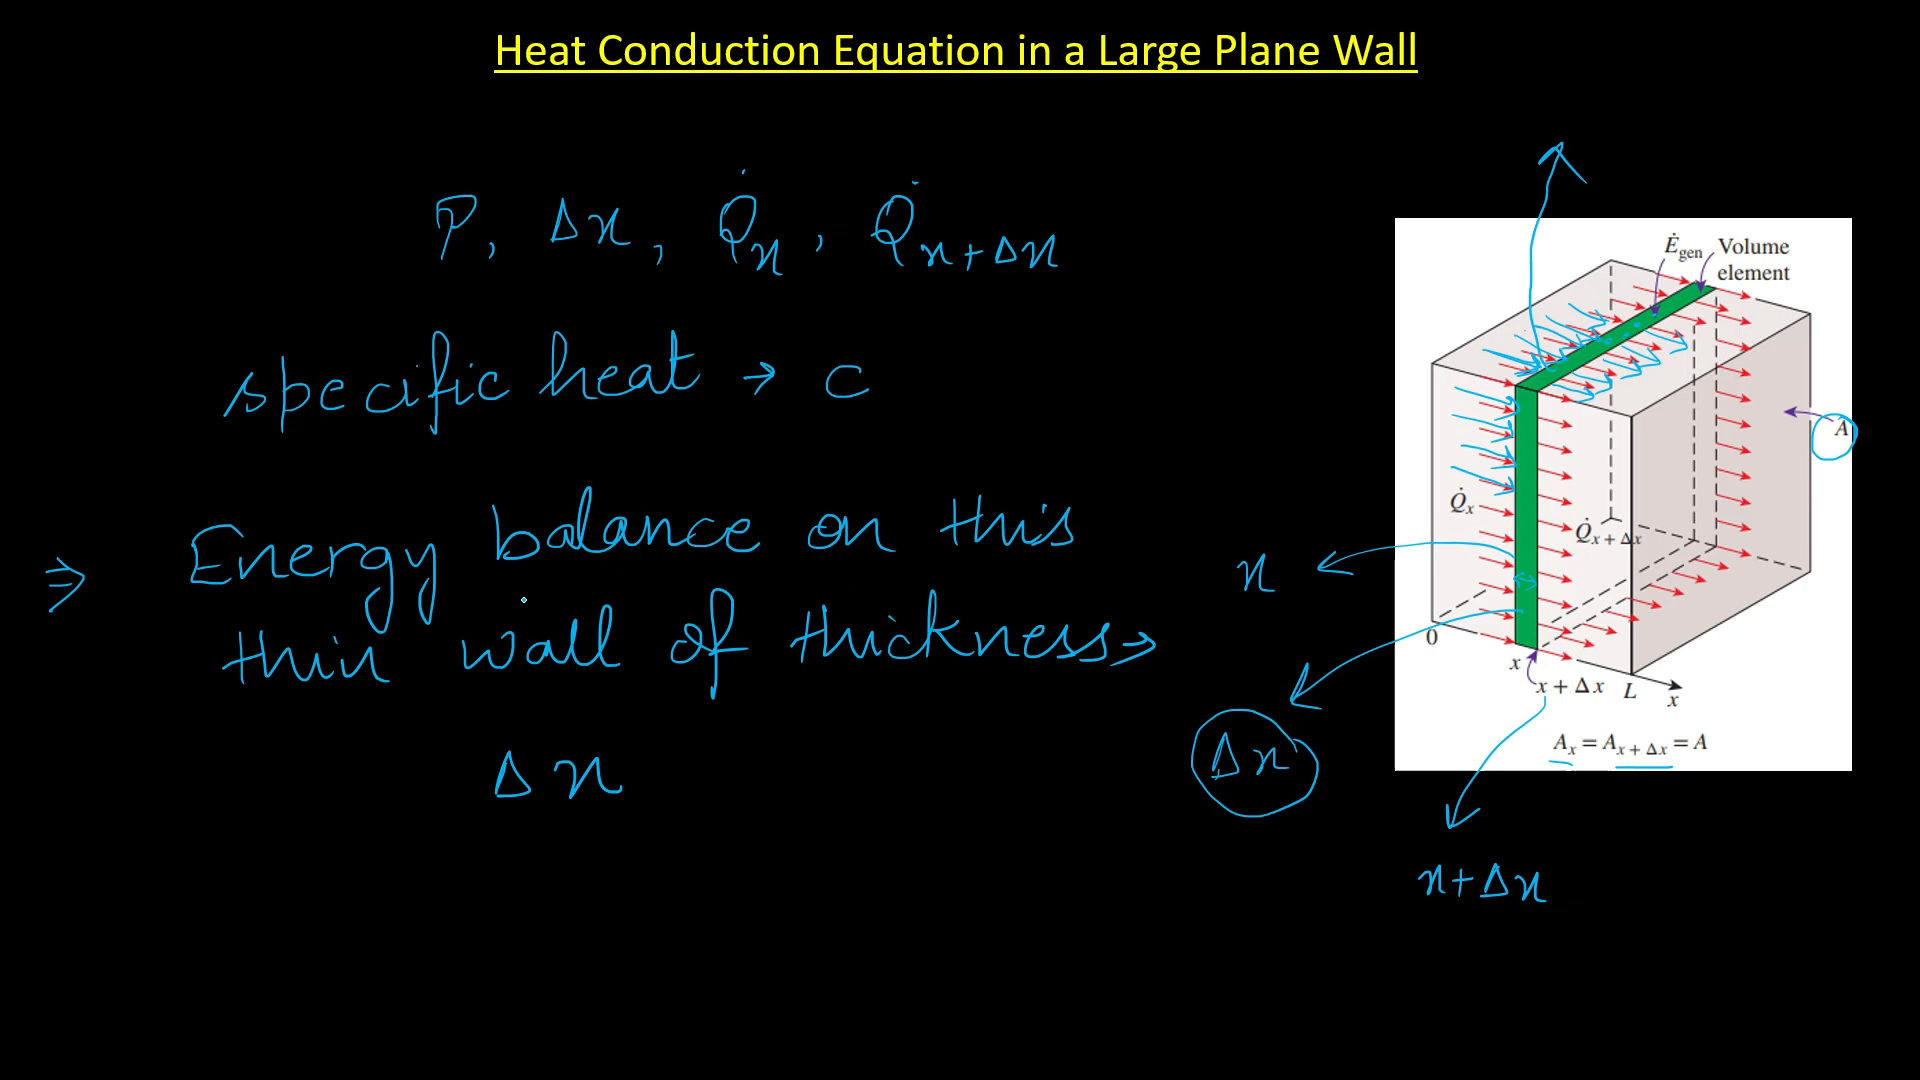 Heat Conduction Equation in a Large Plane Wall
ρ, Δx, Q̇x, Q̇x+Δx
specific heat → c
⇒ Energy balance on this
thin wall of thickness →
Δx
x
Δx
x+Δx
Ėgen
Volume
element
A
Q̇x
Q̇x + Δx
0
x
x + Δx
L
x
Ax = Ax + Δx = A